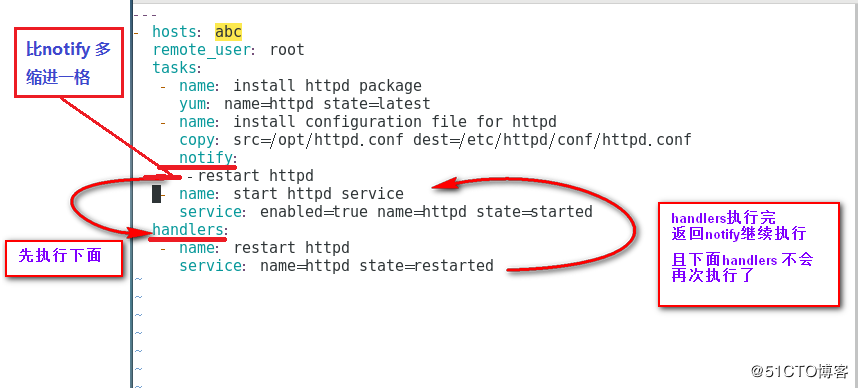 ---
- hosts: abc
remote_user: root
tasks:
- name: install httpd package
yum: name=httpd state=latest
- name: install configuration file for httpd
copy: src=/opt/httpd.conf dest=/etc/httpd/conf/httpd.conf
notify:
-restart httpd
- name: start httpd service
service: enabled=true name=httpd state=started
handlers:
- name: restart httpd
service: name=httpd state=restarted
~
~
~
~
~
~
~
比notify 多
缩进一格
先执行下面
handlers执行完
返回notify继续执行
且下面handlers 不会
再次执行了
@51CTO博客